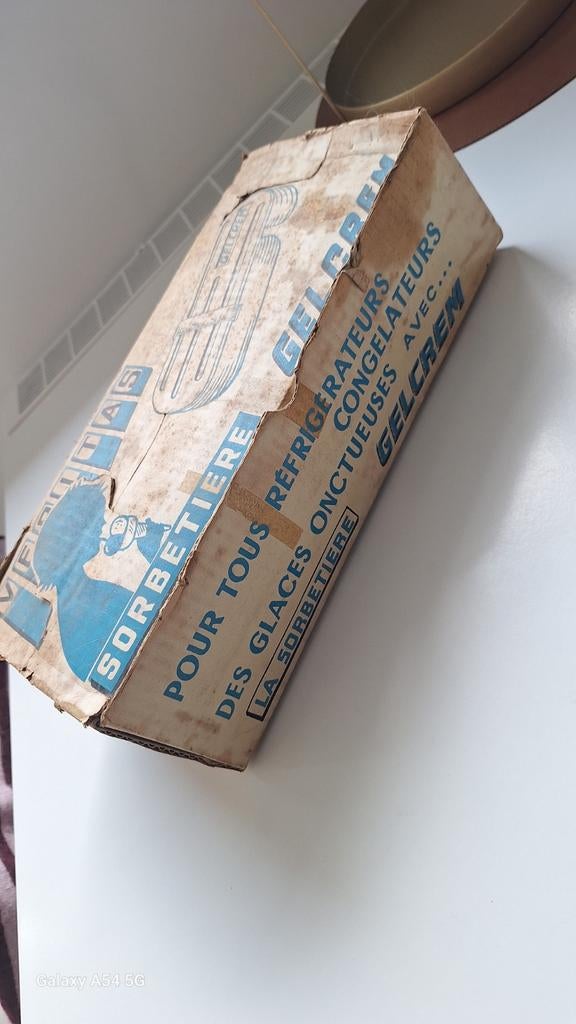 GELCREM
SORBETIERE
POUR TOUS RÉFRIGÉRATEURS
CONGELATEURS
DES GLACES ONCTUEUSES AVEC...
LA SORBETIERE GELCREM
Galaxy A54 5G